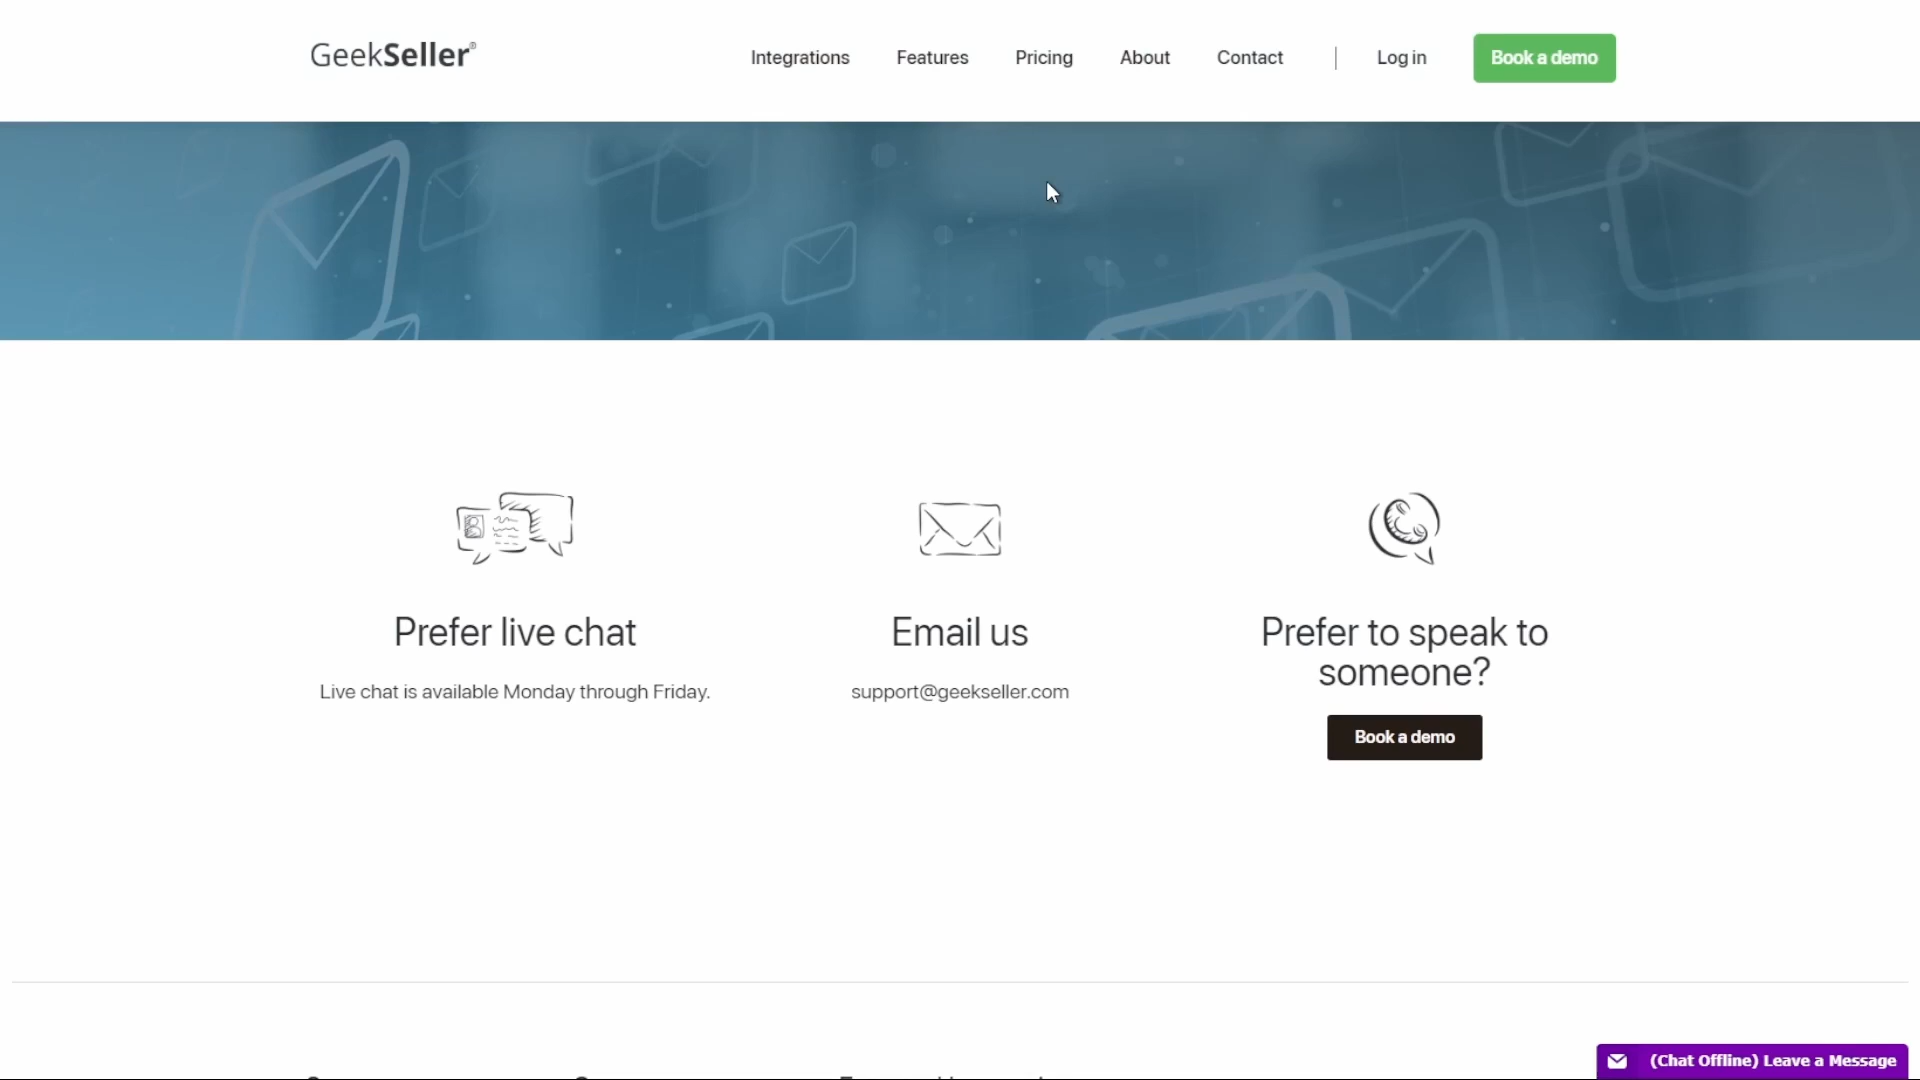 GeekSeller®
Integrations Features Pricing About Contact Log in Book a demo
Prefer live chat
Live chat is available Monday through Friday.
Email us
support@geekseller.com
Prefer to speak to
someone?
Book a demo
(Chat Offline) Leave a Message